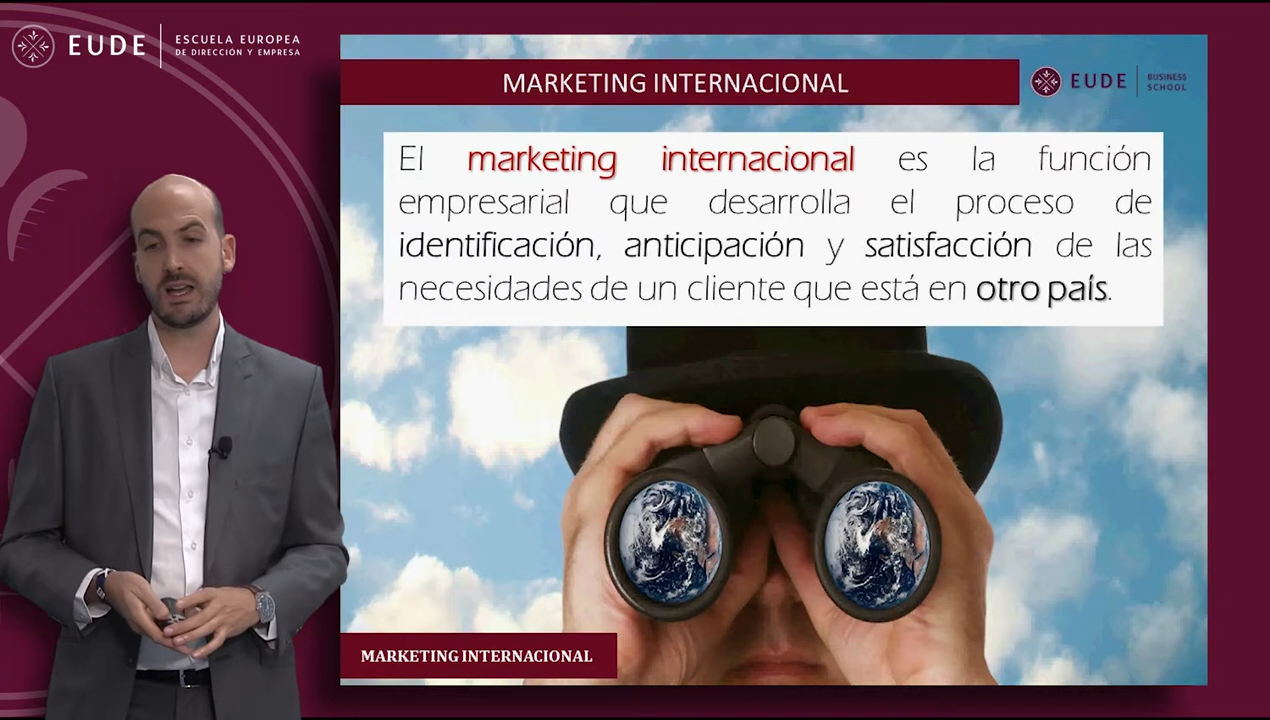 EUDE
ESCUELA EUROPEA
DE DIRECCIÓN Y EMPRESA
MARKETING INTERNACIONAL
EUDE
BUSINESS
SCHOOL
El marketing internacional es la función
empresarial que desarrolla el proceso de
identificación, anticipación y satisfacción de las
necesidades de un cliente que está en otro país.
MARKETING INTERNACIONAL